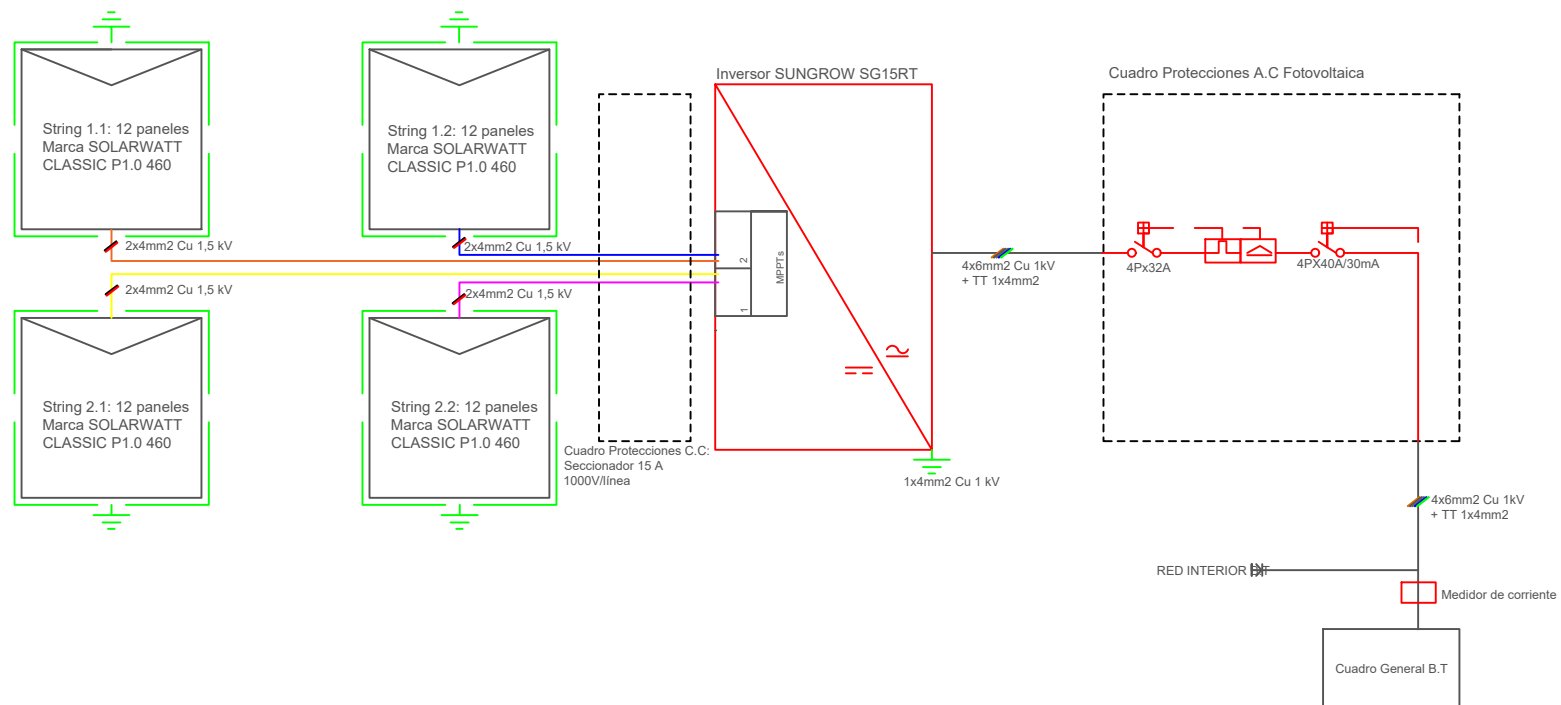 Inversor SUNGROW SG15RT
Cuadro Protecciones A.C Fotovoltaica
String 1.1: 12 paneles
Marca SOLARWATT
CLASSIC P1.0 460
String 1.2: 12 paneles
Marca SOLARWATT
CLASSIC P1.0 460
2x4mm2 Cu 1,5 kV
2x4mm2 Cu 1,5 kV
2x4mm2 Cu 1,5 kV
2x4mm2 Cu 1,5 kV
2
MPPTs
1
4x6mm2 Cu 1kV
+ TT 1x4mm2
4Px32A
4PX40A/30mA
String 2.1: 12 paneles
Marca SOLARWATT
CLASSIC P1.0 460
String 2.2: 12 paneles
Marca SOLARWATT
CLASSIC P1.0 460
Cuadro Protecciones C.C:
Seccionador 15 A
1000V/línea
1x4mm2 Cu 1 kV
4x6mm2 Cu 1kV
+ TT 1x4mm2
RED INTERIOR BT
Medidor de corriente
Cuadro General B.T